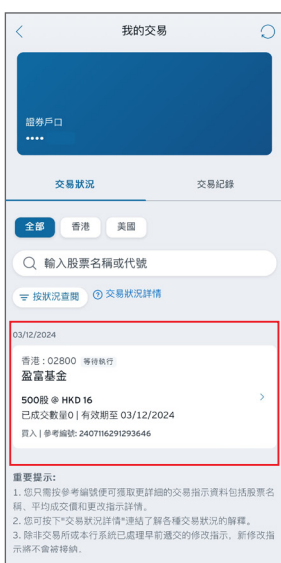 我的交易
證券戶口
••••
交易狀況
交易紀錄
全部
香港
美國
輸入股票名稱或代號
按狀況查閱
交易狀況詳情
03/12/2024
香港 : 02800 等待執行
盈富基金
500股 @ HKD 16
已成交數量0 | 有效期至 03/12/2024
買入 | 參考編號: 2407116291293646
重要提示:
1. 您只需按參考編號便可獲取更詳細的交易指示資料包括股票名
稱、平均成交價和更改指示詳情。
2. 您可按下"交易狀況詳情"連結了解各種交易狀況的解釋。
3. 除非交易所或本行系統已處理早前遞交的修改指示，新修改指
示將不會被接納。